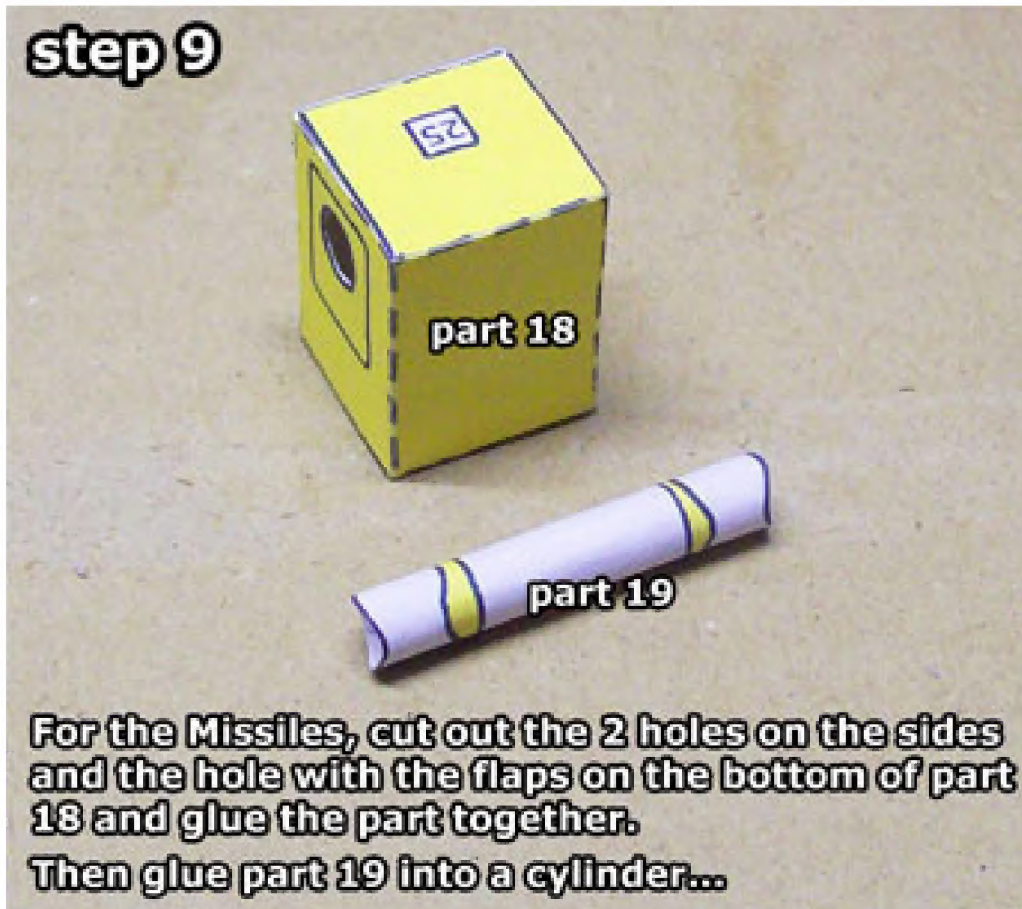 step 9
25
part 18
part 19
For the Missiles, cut out the 2 holes on the sides
and the hole with the flaps on the bottom of part
18 and glue the part together.
Then glue part 19 into a cylinder...